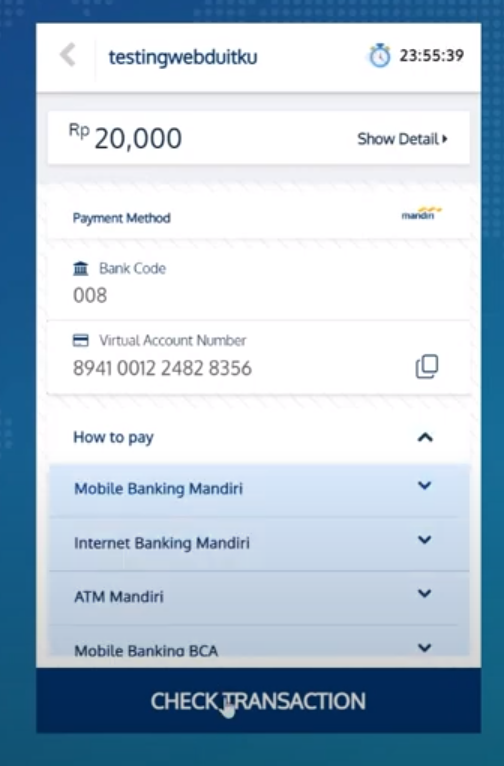 testingwebduitku
23:55:39
Rp 20,000
Show Detail
Payment Method
mandiri
Bank Code
008
Virtual Account Number
8941 0012 2482 8356
How to pay
Mobile Banking Mandiri
Internet Banking Mandiri
ATM Mandiri
Mobile Banking BCA
CHECK TRANSACTION